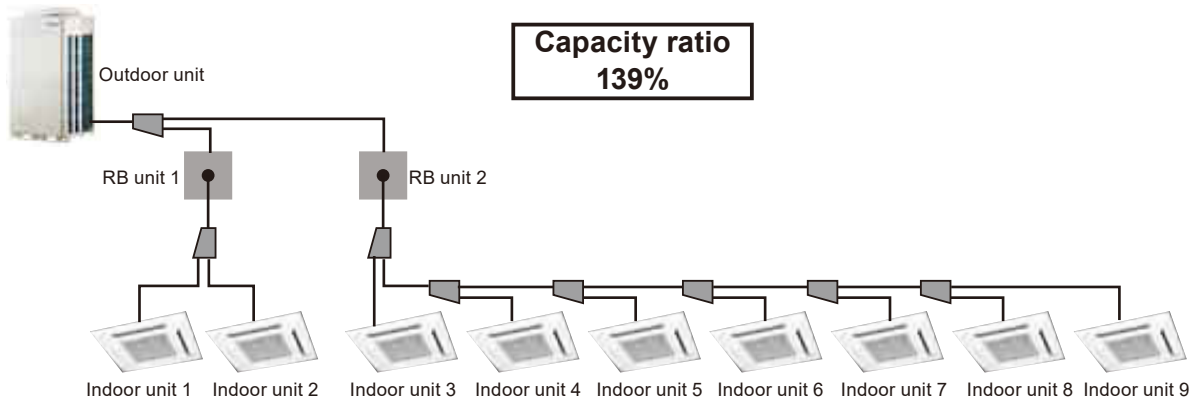 Capacity ratio
139%
Outdoor unit
RB unit 1
RB unit 2
Indoor unit 1
Indoor unit 2
Indoor unit 3
Indoor unit 4
Indoor unit 5
Indoor unit 6
Indoor unit 7
Indoor unit 8
Indoor unit 9